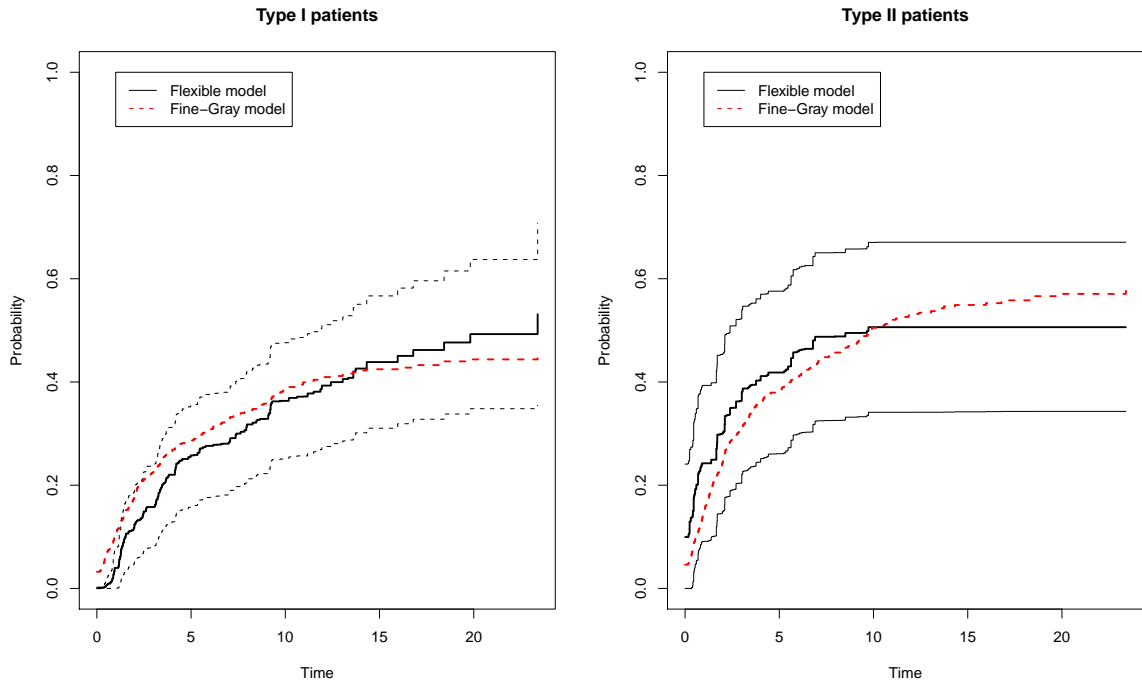 Type I patients
Flexible model
Fine−Gray model
Probability
0.0 0.2 0.4 0.6 0.8 1.0
0 5 10 15 20
Time
Type II patients
Flexible model
Fine−Gray model
Probability
0.0 0.2 0.4 0.6 0.8 1.0
0 5 10 15 20
Time